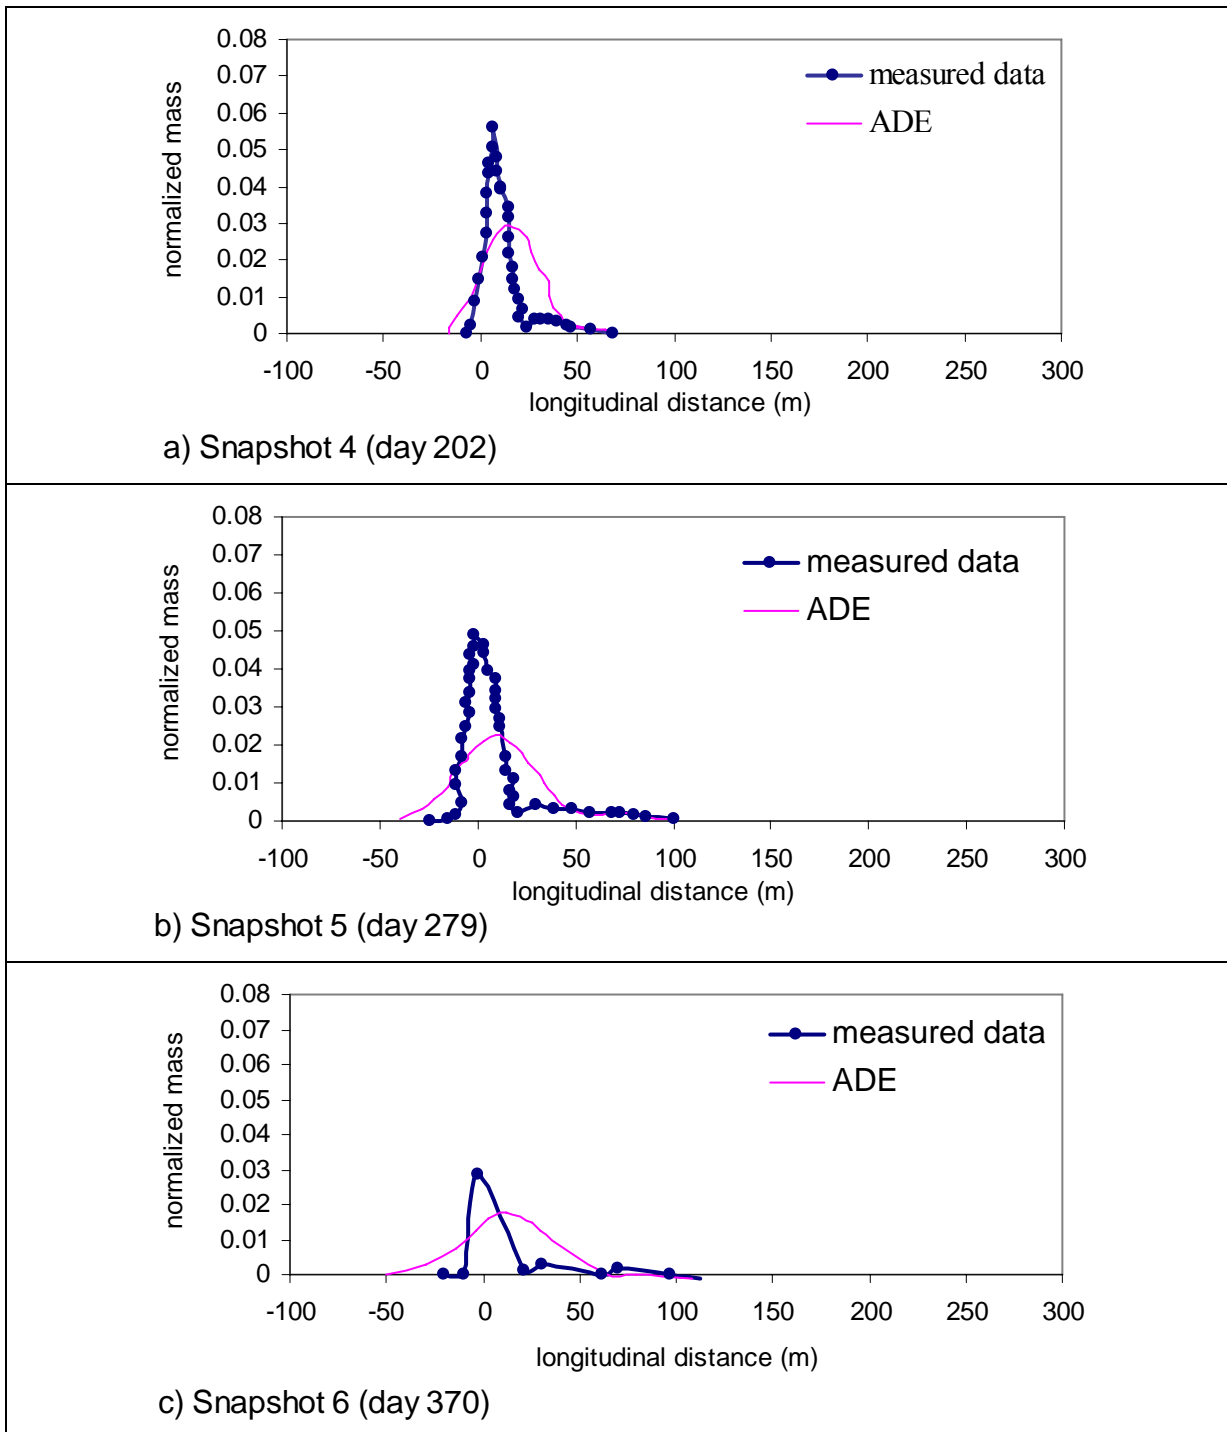 0.08
0.07
0.06
0.05
0.04
0.03
0.02
0.01
0
normalized mass
measured data
ADE
-100 -50 0 50 100 150 200 250 300
longitudinal distance (m)
a) Snapshot 4 (day 202)
0.08
0.07
0.06
0.05
0.04
0.03
0.02
0.01
0
normalized mass
measured data
ADE
-100 -50 0 50 100 150 200 250 300
longitudinal distance (m)
b) Snapshot 5 (day 279)
0.08
0.07
0.06
0.05
0.04
0.03
0.02
0.01
0
normalized mass
measured data
ADE
-100 -50 0 50 100 150 200 250 300
longitudinal distance (m)
c) Snapshot 6 (day 370)